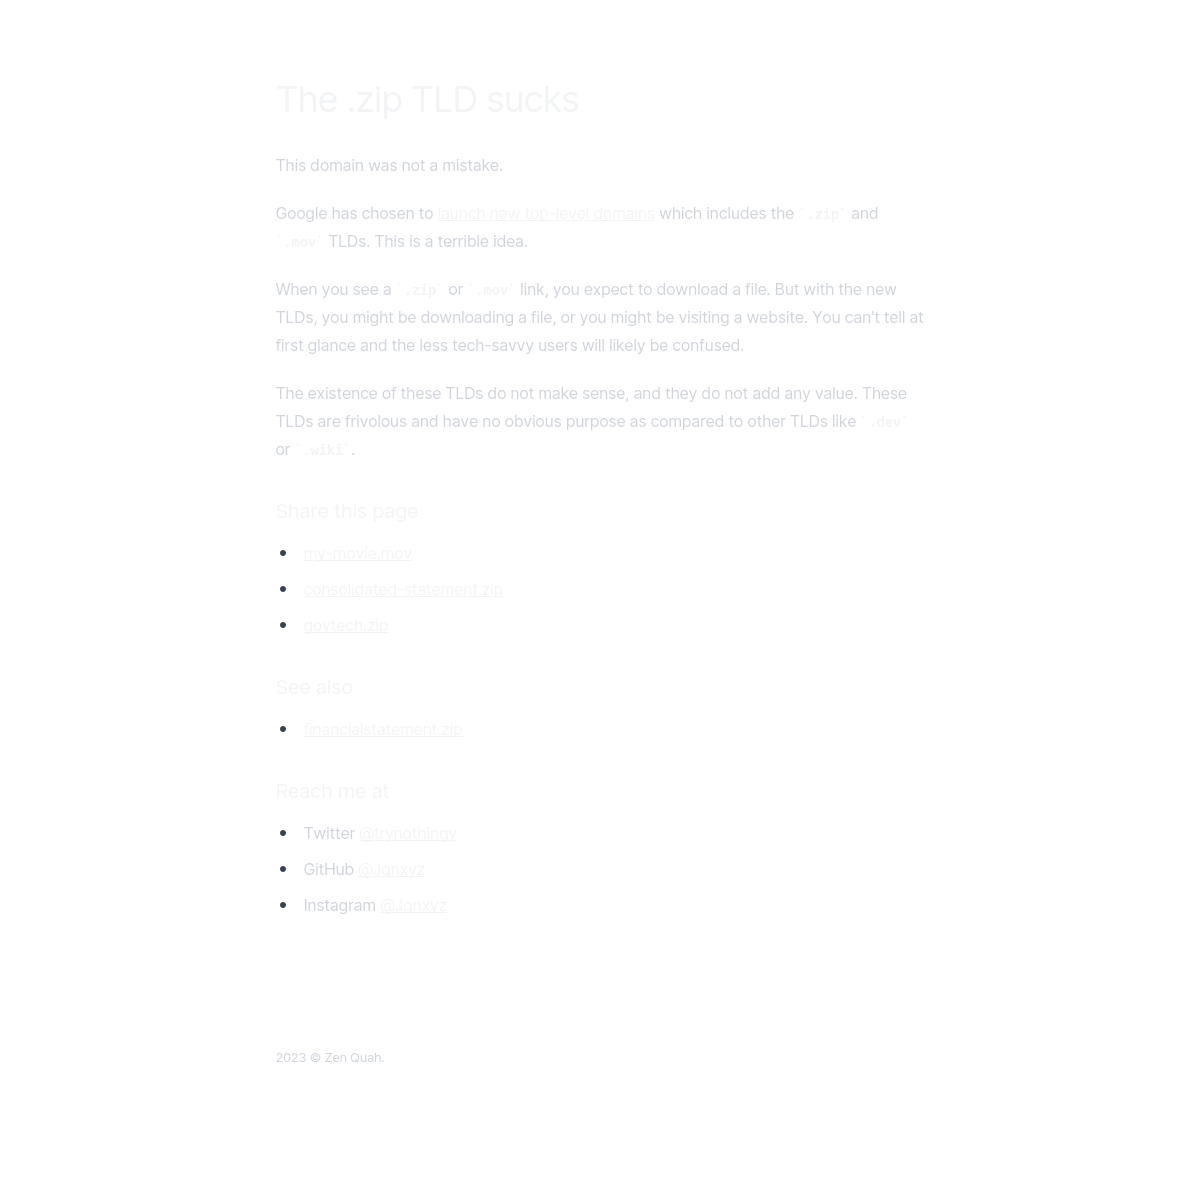 The .zip TLD sucks
This domain was not a mistake.
Google has chosen to launch new top-level domains which includes the `.zip` and
`.mov` TLDs. This is a terrible idea.
When you see a `.zip` or `.mov` link, you expect to download a file. But with the new
TLDs, you might be downloading a file, or you might be visiting a website. You can't tell at
first glance and the less tech-savvy users will likely be confused.
The existence of these TLDs do not make sense, and they do not add any value. These
TLDs are frivolous and have no obvious purpose as compared to other TLDs like `.dev`
or `.wiki`.
Share this page
my-movie.mov
consolidated-statement.zip
govtech.zip
See also
financialstatement.zip
Reach me at
Twitter @trynothingy
GitHub @Jqnxyz
Instagram @Jqnxyz
2023 © Zen Quah.